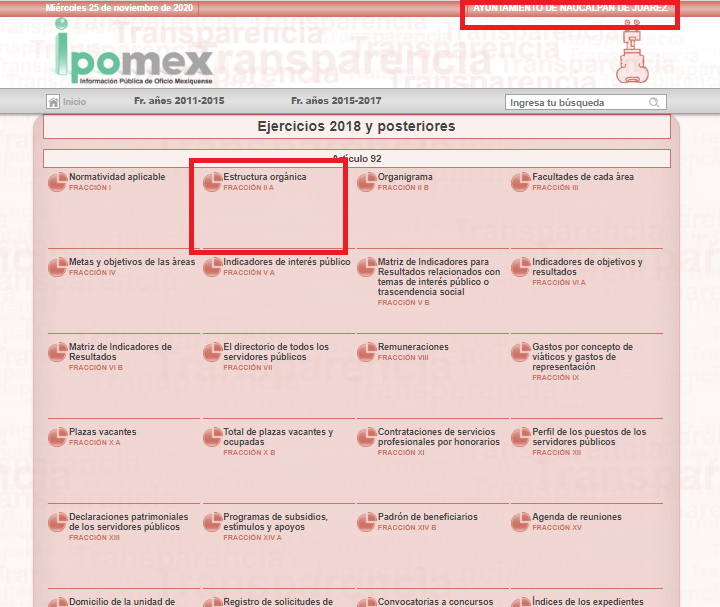 Miércoles 25 de noviembre de 2020
AYUNTAMIENTO DE NAUCALPAN DE JUÁREZ
ipomex
Información Pública de Oficio Mexiquense
Inicio
Fr. años 2011-2015
Fr. años 2015-2017
Ingresa tu búsqueda
Ejercicios 2018 y posteriores
Artículo 92
Normatividad aplicable
FRACCIÓN I
Estructura orgánica
FRACCIÓN II A
Organigrama
FRACCIÓN II B
Facultades de cada área
FRACCIÓN III
Metas y objetivos de las áreas
FRACCIÓN IV
Indicadores de interés público
FRACCIÓN V A
Matriz de Indicadores para
Resultados relacionados con
temas de interés público o
trascendencia social
FRACCIÓN V B
Indicadores de objetivos y
resultados
FRACCIÓN VI A
Matriz de Indicadores de
Resultados
FRACCIÓN VI B
El directorio de todos los
servidores públicos
FRACCIÓN VII
Remuneraciones
FRACCIÓN VIII
Gastos por concepto de
viáticos y gastos de
representación
FRACCIÓN IX
Plazas vacantes
FRACCIÓN X A
Total de plazas vacantes y
ocupadas
FRACCIÓN X B
Contrataciones de servicios
profesionales por honorarios
FRACCIÓN XI
Perfil de los puestos de los
servidores públicos
FRACCIÓN XII
Declaraciones patrimoniales
de los servidores públicos
FRACCIÓN XIII
Programas de subsidios,
estímulos y apoyos
FRACCIÓN XIV A
Padrón de beneficiarios
FRACCIÓN XIV B
Agenda de reuniones
FRACCIÓN XV
Domicilio de la unidad de
Registro de solicitudes de
Convocatorias a concursos
Índices de los expedientes